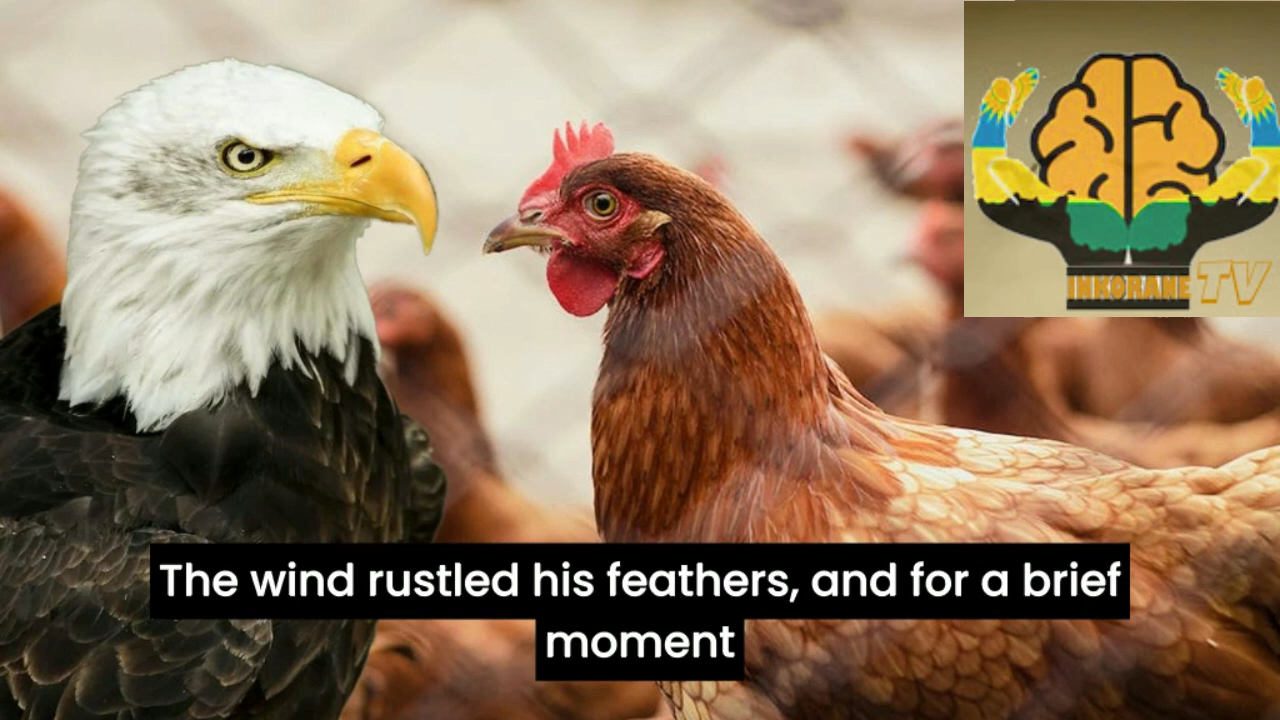 INKORANE TV
The wind rustled his feathers, and for a brief
moment